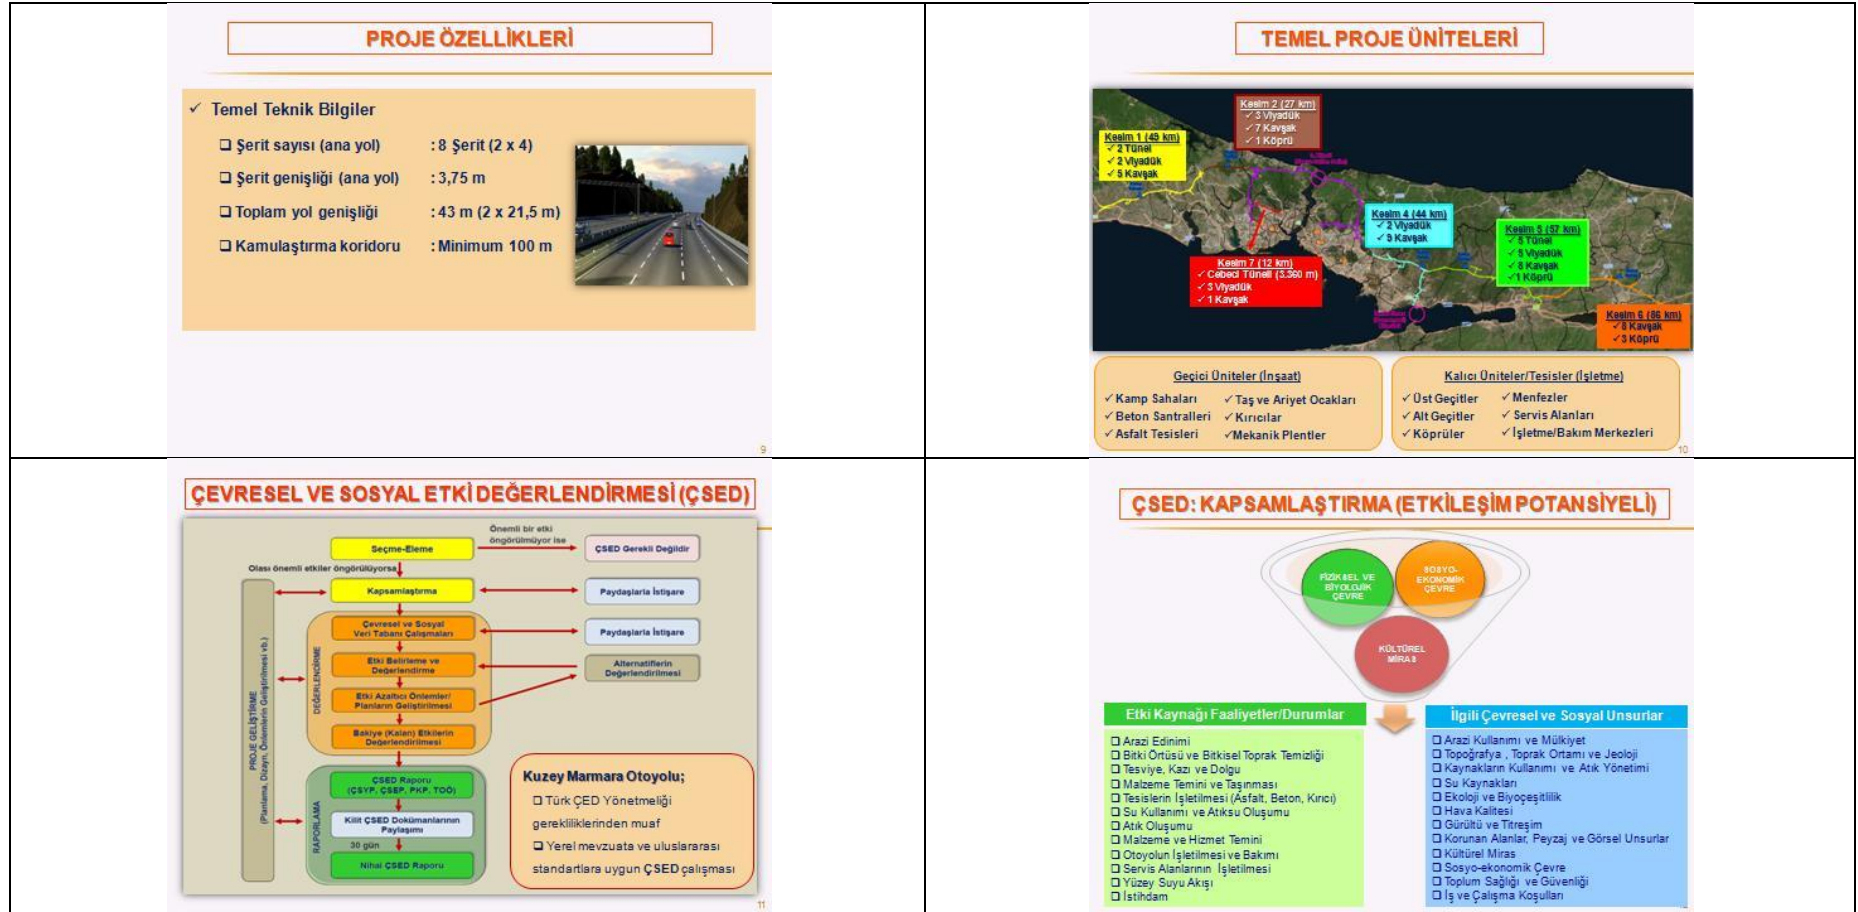 PROJE ÖZELLİKLERİ
✓ Temel Teknik Bilgiler
❑ Şerit sayısı (ana yol) : 8 Şerit (2 x 4)
❑ Şerit genişliği (ana yol) : 3,75 m
❑ Toplam yol genişliği : 43 m (2 x 21,5 m)
❑ Kamulaştırma koridoru : Minimum 100 m
9
TEMEL PROJE ÜNİTELERİ
Kesim 2 (27 km)
✓ 3 Viyadük
✓ 7 Kavşak
✓ 1 Köprü
Kesim 1 (49 km)
✓ 2 Tünel
✓ 2 Viyadük
✓ 5 Kavşak
Kesim 4 (44 km)
✓ 2 Viyadük
✓ 9 Kavşak
Kesim 5 (57 km)
✓ 5 Tünel
✓ 5 Viyadük
✓ 8 Kavşak
✓ 1 Köprü
Kesim 7 (12 km)
✓ Cebeci Tüneli (3.360 m)
✓ 3 Viyadük
✓ 1 Kavşak
Kesim 6 (86 km)
✓ 8 Kavşak
✓ 3 Köprü
Geçici Üniteler (İnşaat)
✓ Kamp Sahaları ✓ Taş ve Ariyet Ocakları
✓ Beton Santralleri ✓ Kırıcılar
✓ Asfalt Tesisleri ✓ Mekanik Plentler
Kalıcı Üniteler/Tesisler (İşletme)
✓ Üst Geçitler ✓ Menfezler
✓ Alt Geçitler ✓ Servis Alanları
✓ Köprüler ✓ İşletme/Bakım Merkezleri
10
ÇEVRESEL VE SOSYAL ETKİ DEĞERLENDİRMESİ (ÇSED)
Önemli bir etki
öngörülmüyor ise
Seçme-Eleme
ÇSED Gerekli Değildir
Olası önemli etkiler öngörülüyorsa
Kapsamlaştırma
Paydaşlarla İstişare
Çevresel ve Sosyal
Veri Tabanı Çalışmaları
Paydaşlarla İstişare
Etki Belirleme ve
Değerlendirme
Alternatiflerin
Değerlendirilmesi
Etki Azaltıcı Önlemler/
Planların Geliştirilmesi
Bakiye (Kalan) Etkilerin
Değerlendirilmesi
DEĞERLENDİRME
PROJE GELİŞTİRME
(Planlama, Dizayn, Önlemlerin Geliştirilmesi vb.)
ÇSED Raporu
(ÇSYP, ÇSEP, PKP, TOÖ)
Kilit ÇSED Dokümanlarının
Paylaşımı
30 gün
Nihai ÇSED Raporu
RAPORLAMA
Kuzey Marmara Otoyolu;
❑ Türk ÇED Yönetmeliği
gerekliliklerinden muaf
❑ Yerel mevzuata ve uluslararası
standartlara uygun ÇSED çalışması
11
ÇSED: KAPSAMLAŞTIRMA (ETKİLEŞİM POTANSİYELİ)
FİZİKSEL VE
BİYOLOJİK
ÇEVRE
SOSYO-
EKONOMİK
ÇEVRE
KÜLTÜREL
MİRAS
Etki Kaynağı Faaliyetler/Durumlar
❑ Arazi Edinimi
❑ Bitki Örtüsü ve Bitkisel Toprak Temizliği
❑ Tesviye, Kazı ve Dolgu
❑ Malzeme Temini ve Taşınması
❑ Tesislerin İşletilmesi (Asfalt, Beton, Kırıcı)
❑ Su Kullanımı ve Atıksu Oluşumu
❑ Atık Oluşumu
❑ Malzeme ve Hizmet Temini
❑ Otoyolun İşletilmesi ve Bakımı
❑ Servis Alanlarının İşletilmesi
❑ Yüzey Suyu Akışı
❑ İstihdam
İlgili Çevresel ve Sosyal Unsurlar
❑ Arazi Kullanımı ve Mülkiyet
❑ Topoğrafya , Toprak Ortamı ve Jeoloji
❑ Kaynakların Kullanımı ve Atık Yönetimi
❑ Su Kaynakları
❑ Ekoloji ve Biyoçeşitlilik
❑ Hava Kalitesi
❑ Gürültü ve Titreşim
❑ Korunan Alanlar, Peyzaj ve Görsel Unsurlar
❑ Kültürel Miras
❑ Sosyo-ekonomik Çevre
❑ Toplum Sağlığı ve Güvenliği
❑ İş ve Çalışma Koşulları